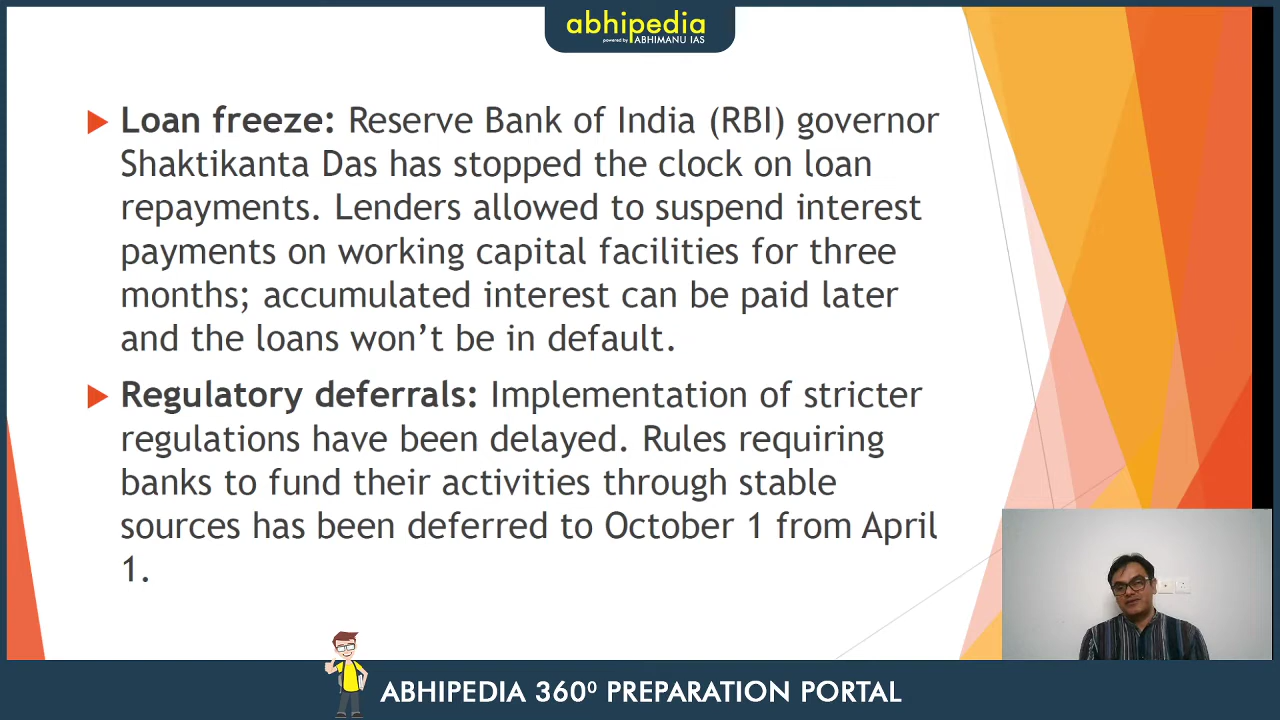 abhipedia
powered by ABHIMANU IAS
Loan freeze: Reserve Bank of India (RBI) governor
Shaktikanta Das has stopped the clock on loan
repayments. Lenders allowed to suspend interest
payments on working capital facilities for three
months; accumulated interest can be paid later
and the loans won’t be in default.
Regulatory deferrals: Implementation of stricter
regulations have been delayed. Rules requiring
banks to fund their activities through stable
sources has been deferred to October 1 from April
1.
ABHIPEDIA 360⁰ PREPARATION PORTAL